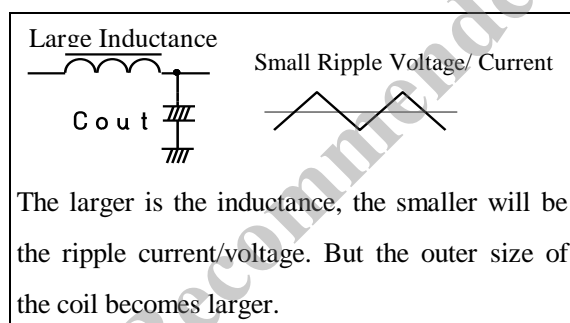 Large Inductance
Small Ripple Voltage/ Current
Cout
The larger is the inductance, the smaller will be
the ripple current/voltage. But the outer size of
the coil becomes larger.